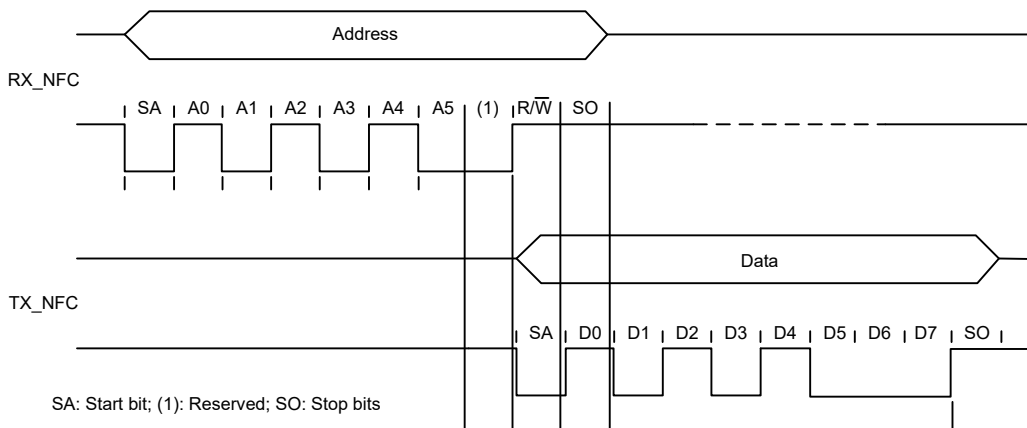 Address
RX_NFC
SA A0 A1 A2 A3 A4 A5 (1) R/W̅ SO
Data
TX_NFC
SA D0 D1 D2 D3 D4 D5 D6 D7 SO
SA: Start bit; (1): Reserved; SO: Stop bits